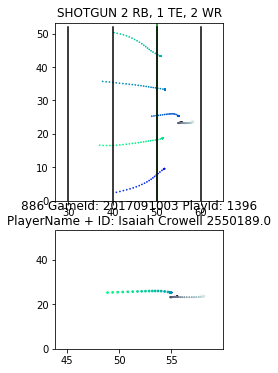 SHOTGUN 2 RB, 1 TE, 2 WR
50
40
30
20
10
0
30 40 50 60
886 GameId: 2017091003 PlayId: 1396
PlayerName + ID: Isaiah Crowell 2550189.0
40
20
0
45 50 55